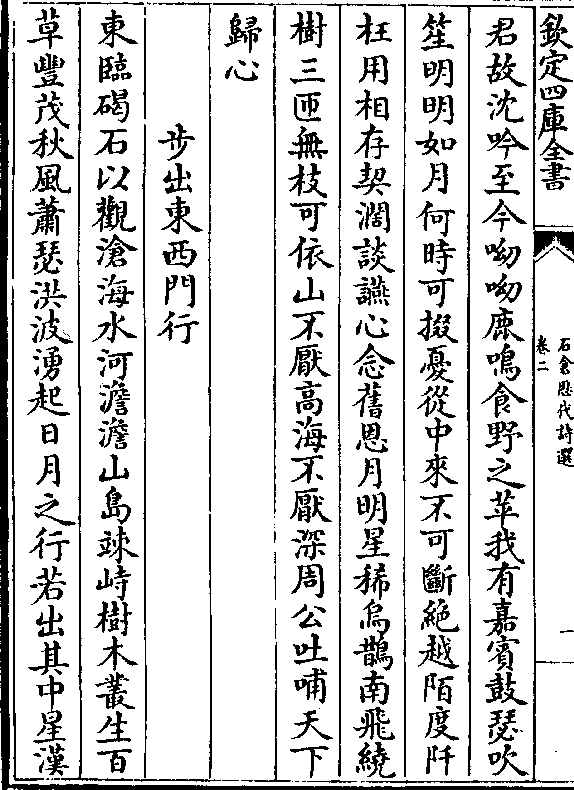 欽定四庫全書
石倉歴代詩選
卷二
一
君故沈吟至今呦呦鹿鳴食野之苹我有嘉賓鼓瑟吹
笙明明如月何時可掇憂從中來不可斷絶越陌度阡
枉用相存契濶談讌心念舊恩月明星稀烏鵲南飛繞
樹三匝無枝可依山不厭高海不厭深周公吐哺天下
歸心
步出東西門行
東臨碣石以觀滄海水河澹澹山島竦峙樹木叢生百
草豐茂秋風蕭瑟洪波湧起日月之行若出其中星漢